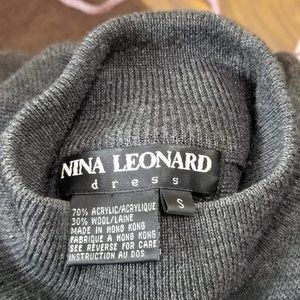 NINA LEONARD
dress
S
70% ACRYLIC/ACRYLIQUE
30% WOOL/LAINE
MADE IN HONG KONG
FABRIQUE A HONG KONG
SEE REVERSE FOR CARE
INSTRUCTION AU DOS